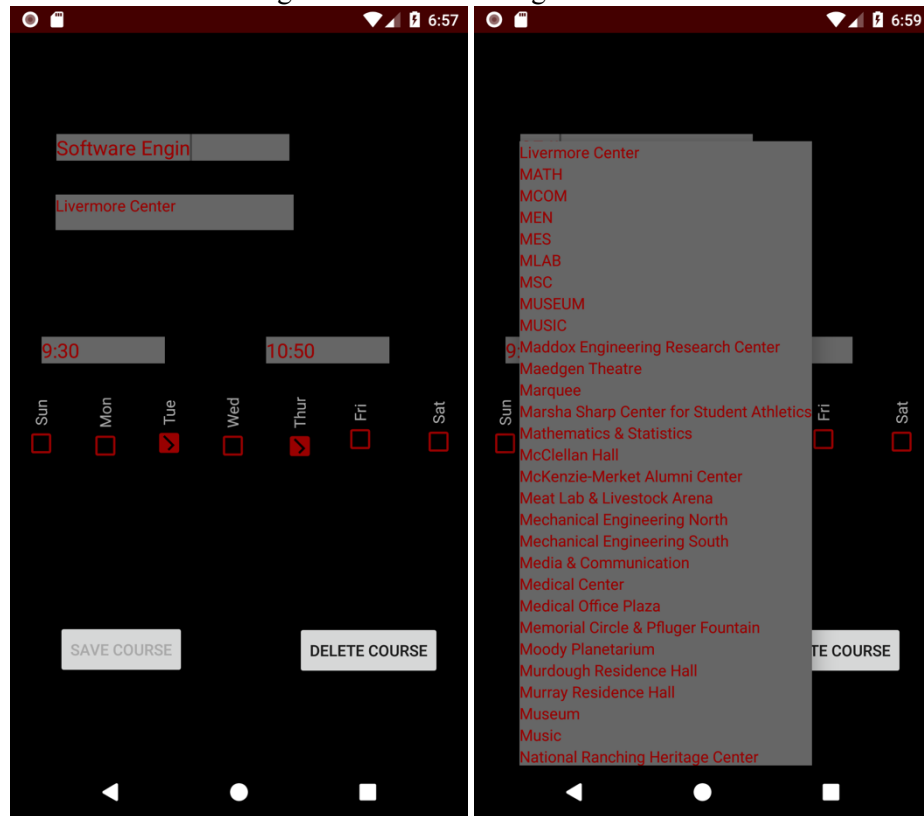 6:57
Software Engin
Livermore Center
9:30 10:50
Sun Mon Tue Wed Thur Fri Sat
SAVE COURSE DELETE COURSE
6:59
Livermore Center
MATH
MCOM
MEN
MES
MLAB
MSC
MUSEUM
MUSIC
9:
Maddox Engineering Research Center
Maedgen Theatre
Marquee
Sun
Marsha Sharp Center for Student Athletics
Fri Sat
Mathematics & Statistics
McClellan Hall
McKenzie-Merket Alumni Center
Meat Lab & Livestock Arena
Mechanical Engineering North
Mechanical Engineering South
Media & Communication
Medical Center
Medical Office Plaza
Memorial Circle & Pfluger Fountain
Moody Planetarium
TE COURSE
Murdough Residence Hall
Murray Residence Hall
Museum
Music
National Ranching Heritage Center